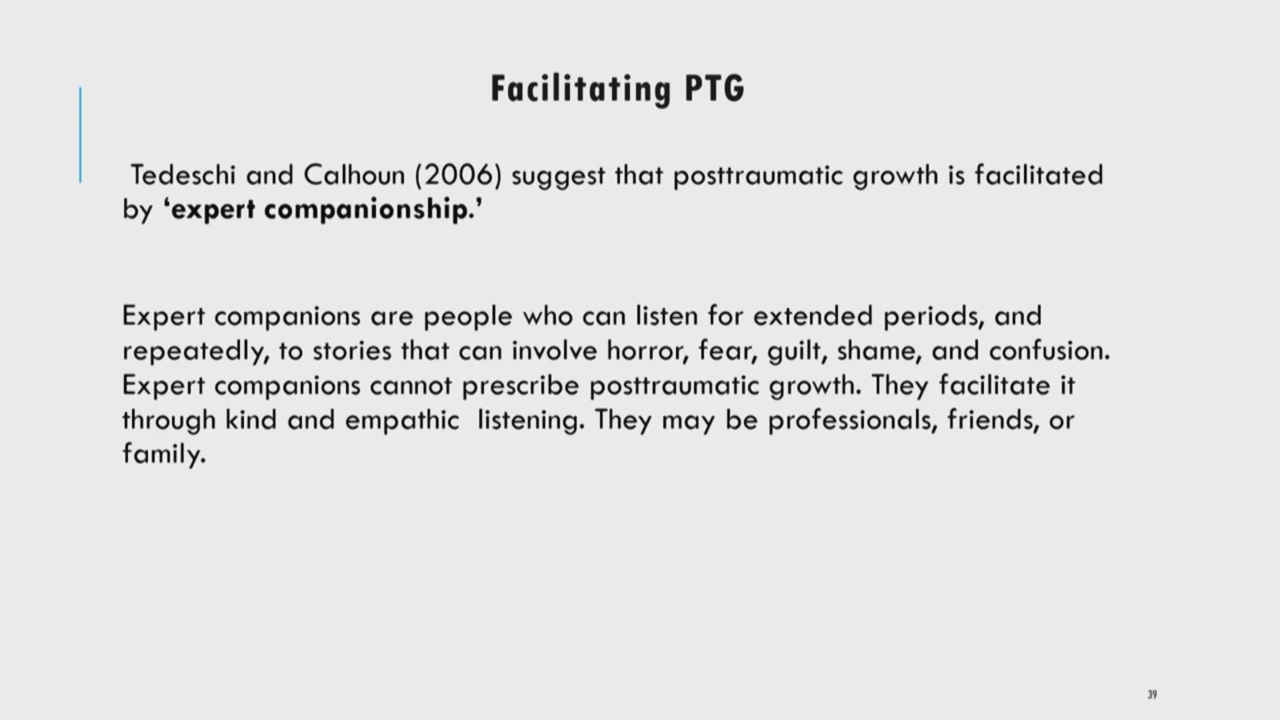 Facilitating PTG
Tedeschi and Calhoun (2006) suggest that posttraumatic growth is facilitated
by ‘expert companionship.’
Expert companions are people who can listen for extended periods, and
repeatedly, to stories that can involve horror, fear, guilt, shame, and confusion.
Expert companions cannot prescribe posttraumatic growth. They facilitate it
through kind and empathic listening. They may be professionals, friends, or
family.
39